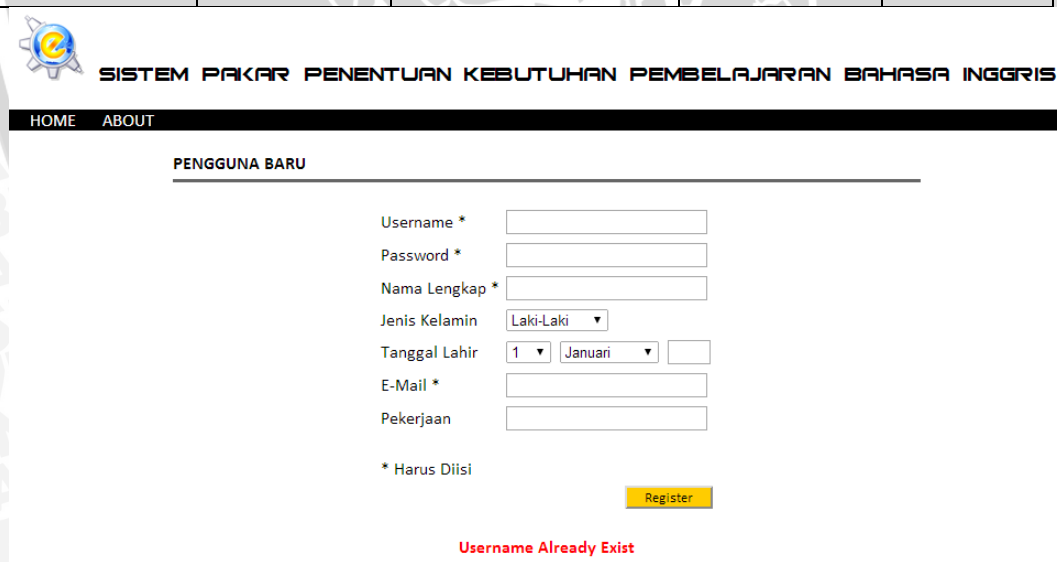 SISTEM PAKAR PENENTUAN KEBUTUHAN PEMBELAJARAN BAHASA INGGRIS
HOME ABOUT
PENGGUNA BARU
Username *
Password *
Nama Lengkap *
Jenis Kelamin Laki-Laki
Tanggal Lahir 1 Januari
E-Mail *
Pekerjaan
* Harus Diisi
Register
Username Already Exist